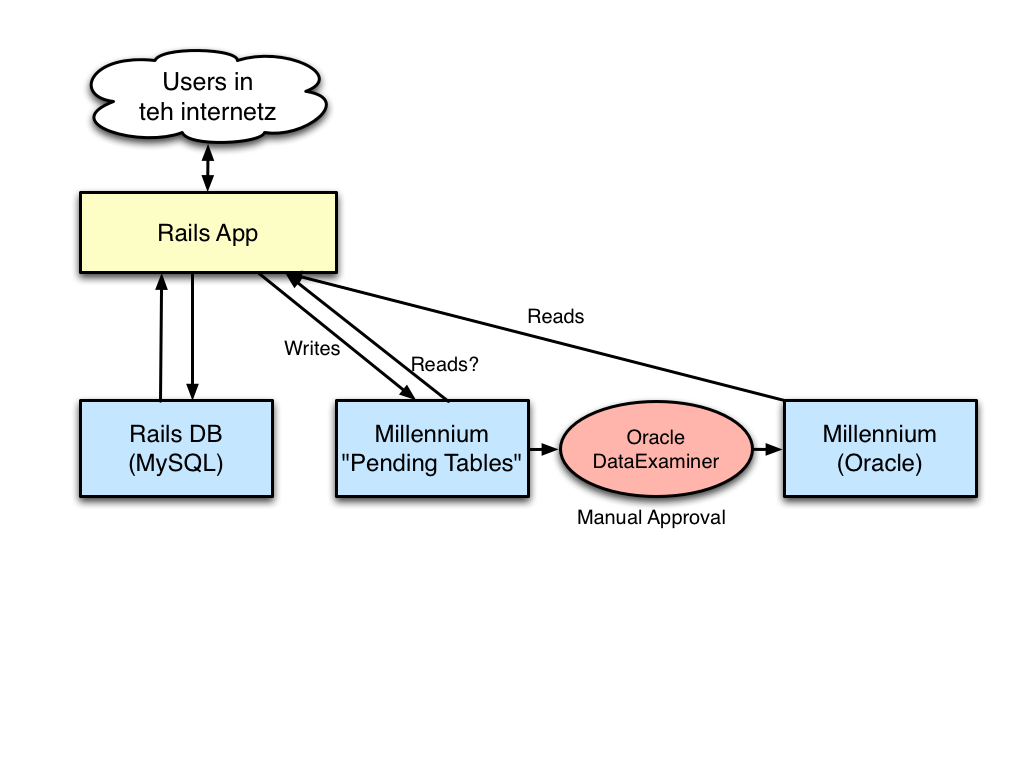 Users in
teh internetz
Rails App
Reads
Writes
Reads?
Rails DB
(MySQL)
Millennium
"Pending Tables"
Oracle
DataExaminer
Millennium
(Oracle)
Manual Approval